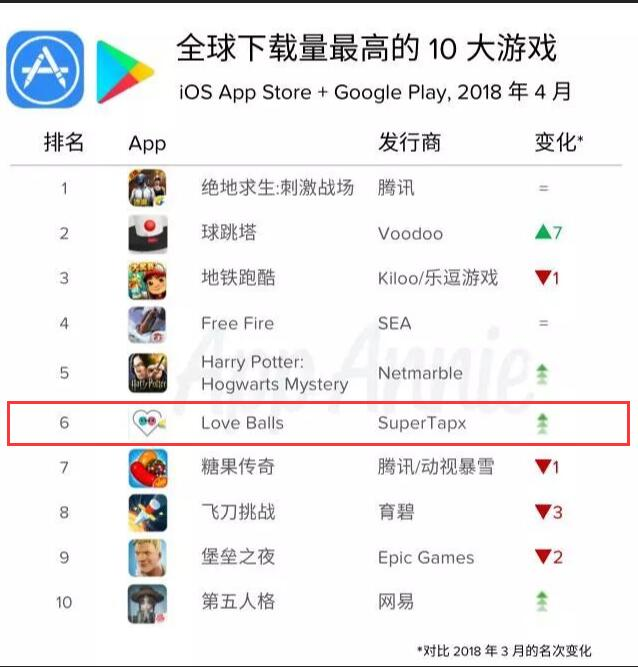 全球下载量最高的 10 大游戏
iOS App Store + Google Play, 2018 年 4 月
排名 App 发行商 变化*
1 绝地求生:刺激战场 腾讯 =
2 球跳塔 Voodoo ▲7
3 地铁跑酷 Kiloo/乐逗游戏 ▼1
4 Free Fire SEA =
5 Harry Potter: Hogwarts Mystery Netmarble
6 Love Balls SuperTapx
7 糖果传奇 腾讯/动视暴雪 ▼1
8 飞刀挑战 育碧 ▼3
9 堡垒之夜 Epic Games ▼2
10 第五人格 网易
*对比 2018 年 3 月的名次变化
App Annie